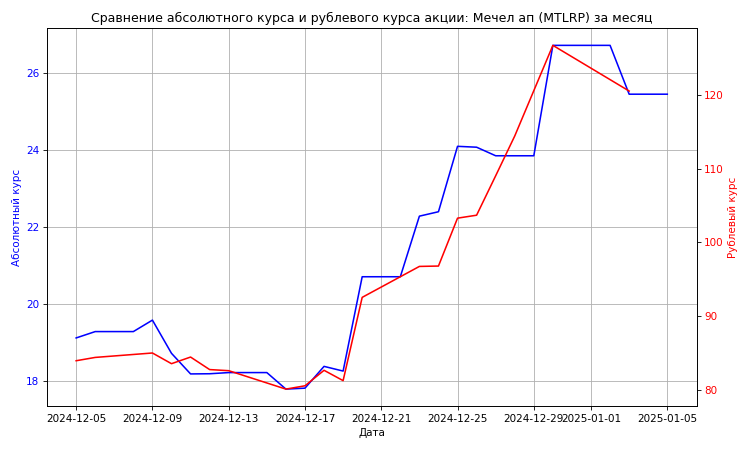 Сравнение абсолютного курса и рублевого курса акции: Мечел ап (MTLRP) за месяц
Абсолютный курс
26
24
22
20
18
120
110
100
90
80
Рублевый курс
2024-12-05 2024-12-09 2024-12-13 2024-12-17 2024-12-21 2024-12-25 2024-12-29 2025-01-01 2025-01-05
Дата